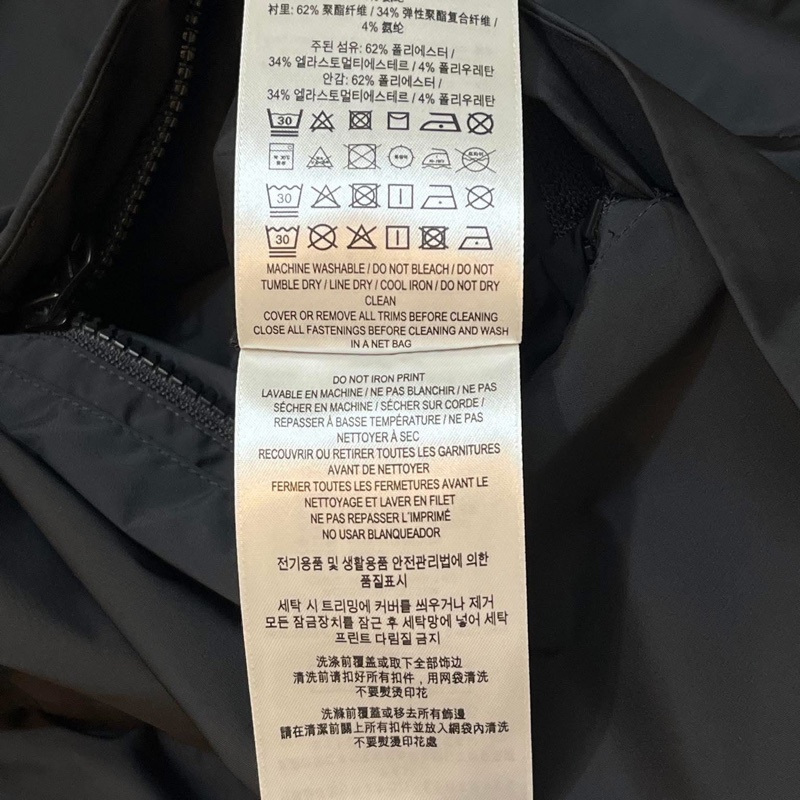 衬里: 62% 聚酯纤维 / 34% 弹性聚酯复合纤维 /
4% 氨纶
주된 섬유: 62% 폴리에스터 /
34% 엘라스토멀티에스테르 / 4% 폴리우레탄
안감: 62% 폴리에스터 /
34% 엘라스토멀티에스테르 / 4% 폴리우레탄
30
30
30
MACHINE WASHABLE / DO NOT BLEACH / DO NOT
TUMBLE DRY / LINE DRY / COOL IRON / DO NOT DRY
CLEAN
COVER OR REMOVE ALL TRIMS BEFORE CLEANING
CLOSE ALL FASTENINGS BEFORE CLEANING AND WASH
IN A NET BAG
DO NOT IRON PRINT
LAVABLE EN MACHINE / NE PAS BLANCHIR / NE PAS
SÉCHER EN MACHINE / SÉCHER SUR CORDE /
REPASSER À BASSE TEMPÉRATURE / NE PAS
NETTOYER À SEC
RECOUVRIR OU RETIRER TOUTES LES GARNITURES
AVANT DE NETTOYER
FERMER TOUTES LES FERMETURES AVANT LE
NETTOYAGE ET LAVER EN FILET
NE PAS REPASSER L'IMPRIMÉ
NO USAR BLANQUEADOR
전기용품 및 생활용품 안전관리법에 의한
품질표시
세탁 시 트리밍에 커버를 씌우거나 제거
모든 잠금장치를 잠근 후 세탁망에 넣어 세탁
프린트 다림질 금지
洗涤前覆盖或取下全部饰边
清洗前请扣好所有扣件，用网袋清洗
不要熨烫印花
洗滌前覆蓋或移去所有飾邊
請在清潔前關上所有扣件並放入網袋內清洗
不要熨燙印花處